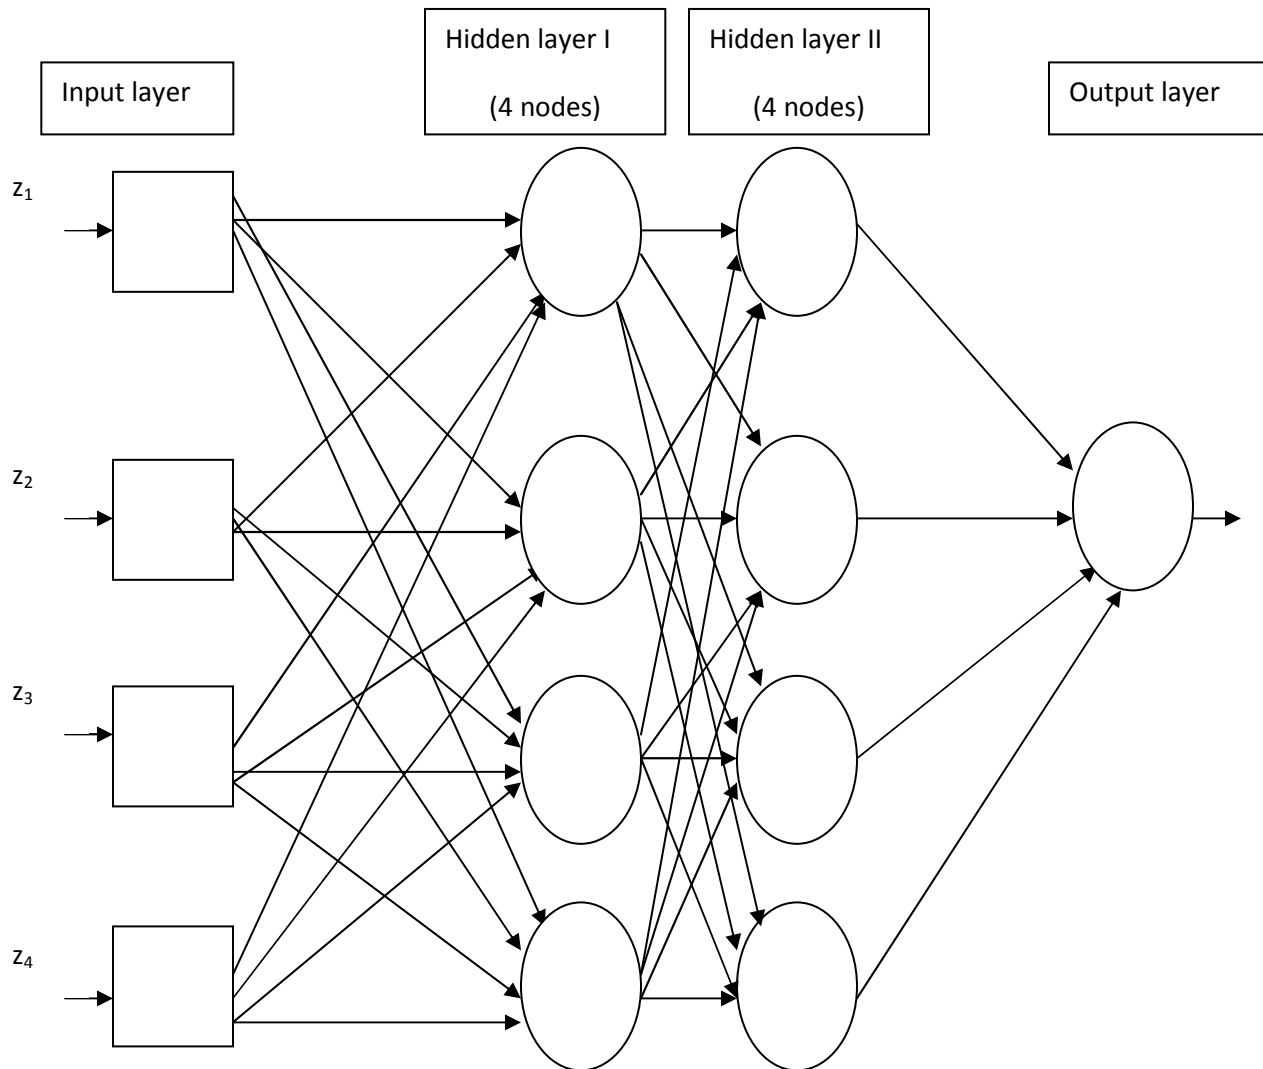 Hidden layer I
(4 nodes)
Hidden layer II
(4 nodes)
Input layer
Output layer
z₁
z₂
z₃
z₄